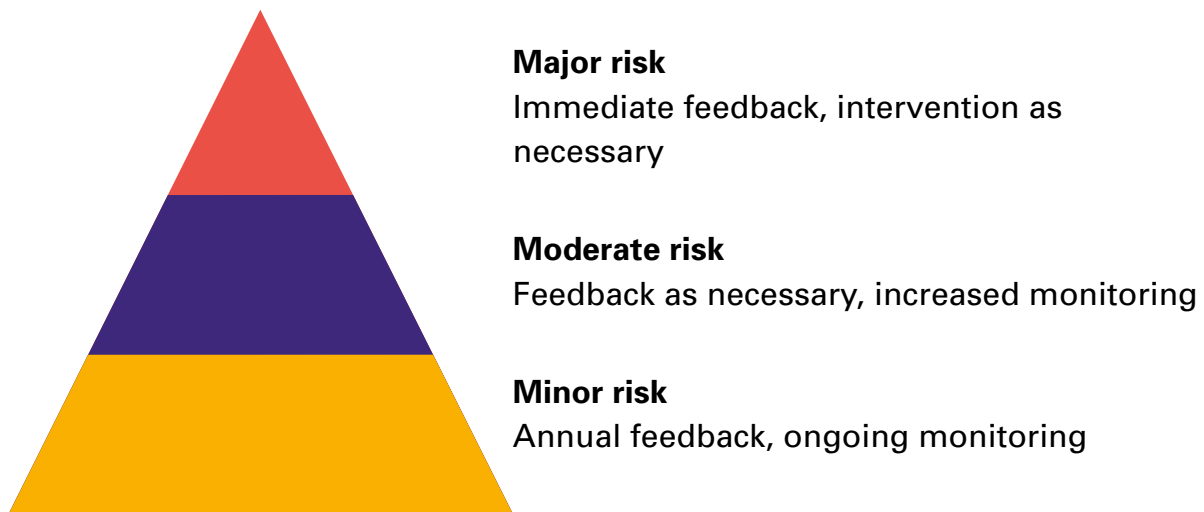 Major risk
Immediate feedback, intervention as
necessary
Moderate risk
Feedback as necessary, increased monitoring
Minor risk
Annual feedback, ongoing monitoring